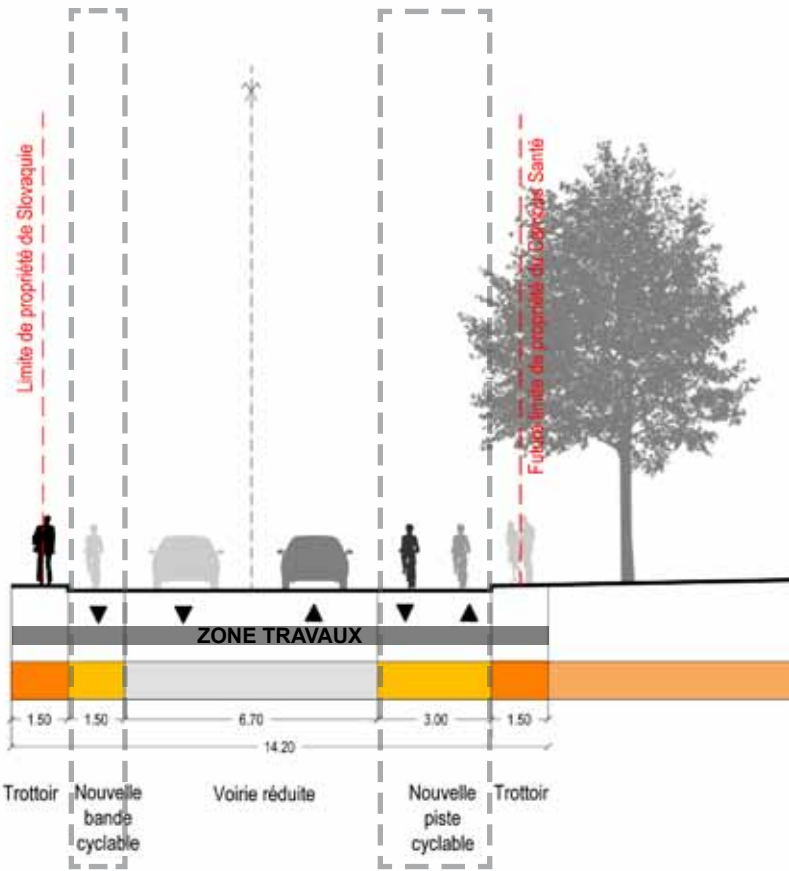 Limite de propriété de Slovaquie
Future limite de propriété du Campus Santé
ZONE TRAVAUX
1.50
1.50
6.70
3.00
1.50
14.20
Trottoir
Nouvelle
bande
cyclable
Voirie réduite
Nouvelle
piste
cyclable
Trottoir